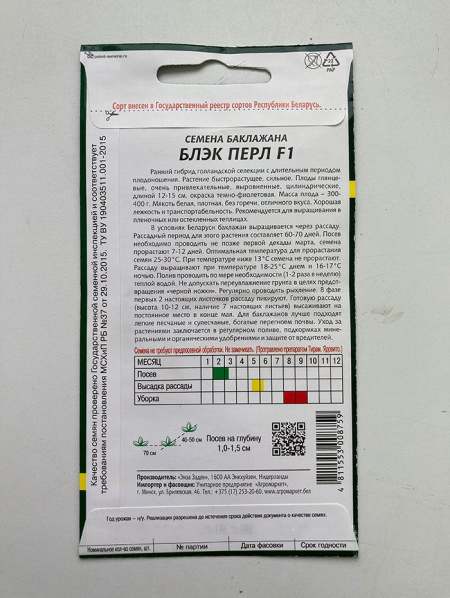 paket-semena.ru
22
PAP
Сорт внесен в Государственный реестр сортов Республики Беларусь.
СЕМЕНА БАКЛАЖАНА
БЛЭК ПЕРЛ F1
Ранний гибрид голландской селекции с длительным периодом
плодоношения. Растение быстрорастущее, сильное. Плоды глянце-
вые, очень привлекательные, выровненные, цилиндрические,
длиной 12-15 см, окраска темно-фиолетовая. Масса плода – 300-
400 г. Мякоть белая, плотная, без горечи, отличного вкуса. Хорошая
лежкость и транспортабельность. Рекомендуется для выращивания в
пленочных или остекленных теплицах.
В условиях Беларуси баклажан выращивается через рассаду.
Рассадный период для этого растения составляет 60-70 дней. Посев
необходимо проводить не позже первой декады марта, семена
прорастают 7-12 дней. Оптимальная температура для прорастания
семян 25-30°С. При температуре ниже 13°С семена не прорастают.
Рассаду выращивают при температуре 18-25°С днем и 16-17°С
ночью. Полив проводить по мере необходимости (1-2 раза в неделю)
теплой водой. Не допускать переувлажнения грунта в целях предот-
вращения «черной ножки». Регулярно проводить рыхление. В фазе
первых 2 настоящих листочков рассаду пикируют. Готовую рассаду
(высота 10-12 см, наличие 7 настоящих листьев) высаживают на
постоянное место в конце мая. Для баклажанов лучше подходят
легкие песчаные и супесчаные, богатые перегноем почвы. Уход за
растениями заключается в регулярном поливе, подкормках мине-
ральными и органическими удобрениями и защите от вредителей.
Семена не требуют предпосевной обработки. Не замачивать. (Протравлено препаратом Тирам. Ядовито.)
МЕСЯЦ 1 2 3 4 5 6 7 8 9 10 11 12
Посев
Высадка рассады
Уборка
40-50 см
70 см
Посев на глубину
1,0-1,5 см
4 811553 008759
Производитель: «Энза Заден», 1600 АА Энкхуйзен, Нидерланды
Импортер и фасовщик: Унитарное предприятие «Агромаркет»,
г. Минск, ул. Бирилевская, 46. Тел.: +375 (17) 253-20-60, www.агромаркет.бел
Год урожая – н/у. Реализация разрешена до истечения срока действия документа о качестве семян.
Номинальное кол-во семян, шт. № партии Дата фасовки Срок годности
Качество семян проверено Государственной семенной инспекцией и соответствует
требованиям постановления МСХиП РБ №37 от 29.10.2015. ТУ BY 190403511.001-2015